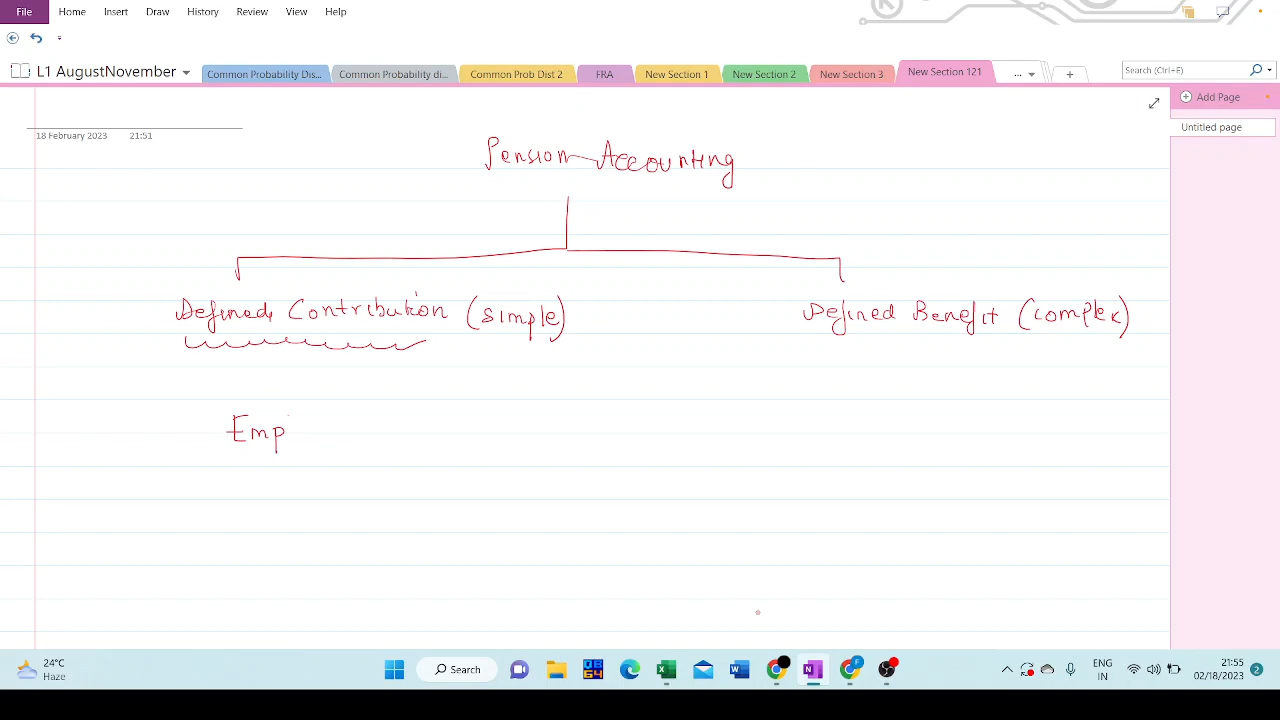 File Home Insert Draw History Review View Help
L1 AugustNovember Common Probability Dis... Common Probability di... Common Prob Dist 2 FRA New Section 1 New Section 2 New Section 3 New Section 121 ... Search (Ctrl+E)
Add Page
Untitled page
18 February 2023 21:51
Pension Accounting
Defined Contribution (simple) Defined Benefit (complex)
Emp
24°C
Haze
Search
ENG
IN
21:55
02/18/2023
2